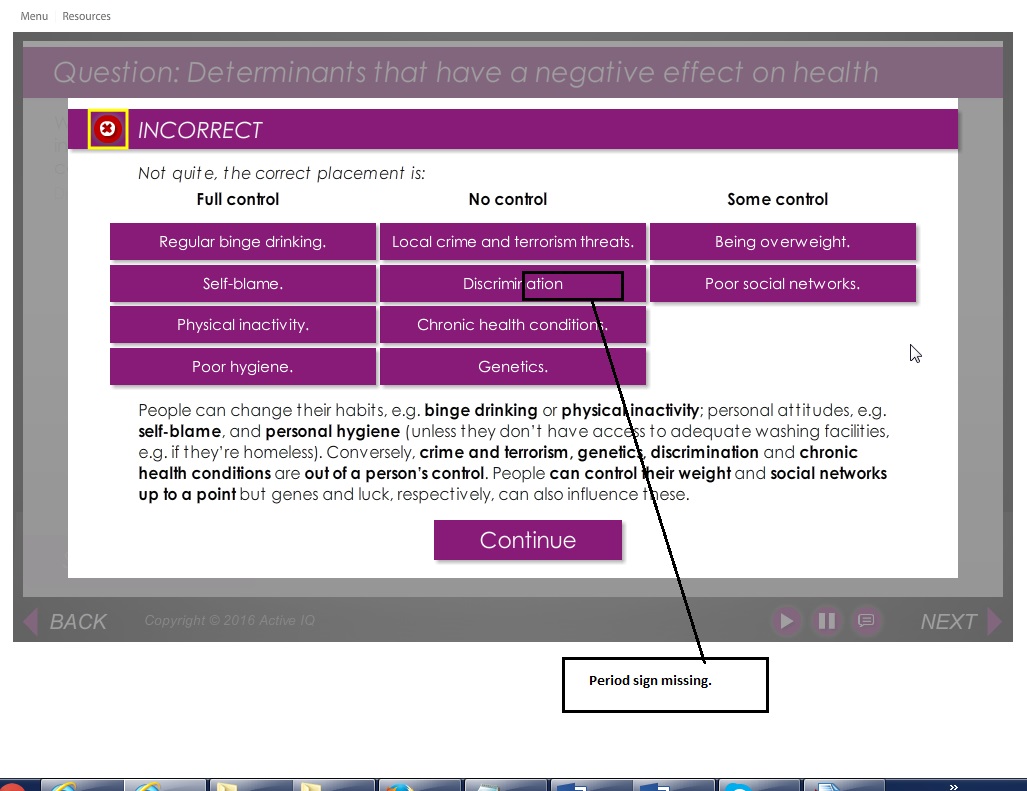 Menu Resources
Question: Determinants that have a negative effect on health
INCORRECT
Not quite, the correct placement is:
Full control No control Some control
Regular binge drinking. Local crime and terrorism threats. Being overweight.
Self-blame. Discrimination Poor social networks.
Physical inactivity. Chronic health conditions.
Poor hygiene. Genetics.
People can change their habits, e.g. binge drinking or physical inactivity; personal attitudes, e.g.
self-blame, and personal hygiene (unless they don't have access to adequate washing facilities,
e.g. if they're homeless). Conversely, crime and terrorism, genetics, discrimination and chronic
health conditions are out of a person's control. People can control their weight and social networks
up to a point but genes and luck, respectively, can also influence these.
Continue
BACK Copyright © 2016 Active IQ NEXT
Period sign missing.